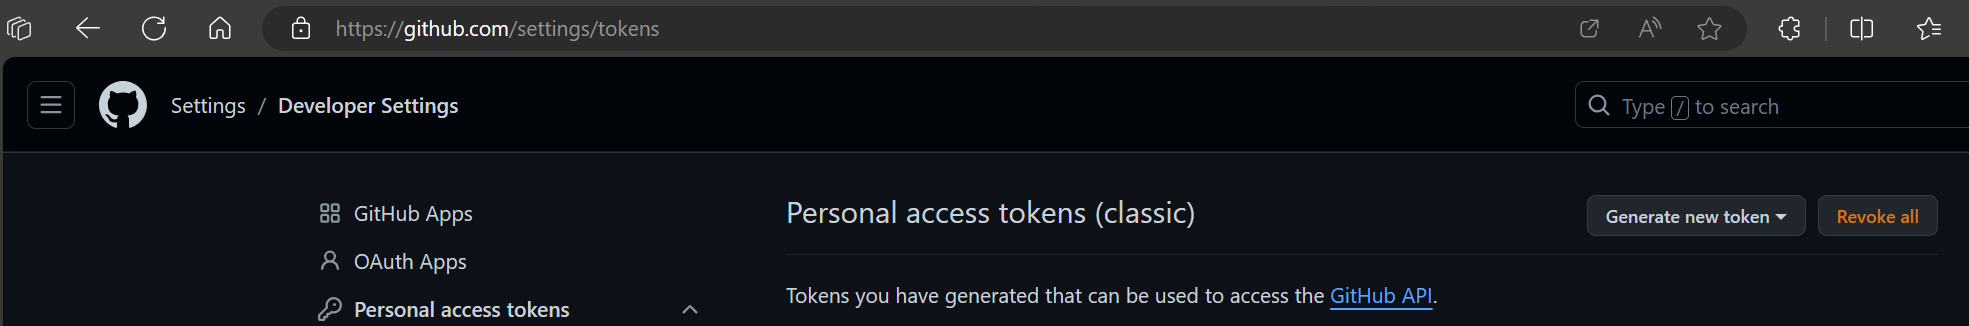 https://github.com/settings/tokens
Settings / Developer Settings
Type / to search
GitHub Apps
OAuth Apps
Personal access tokens
Personal access tokens (classic)
Generate new token
Revoke all
Tokens you have generated that can be used to access the GitHub API.